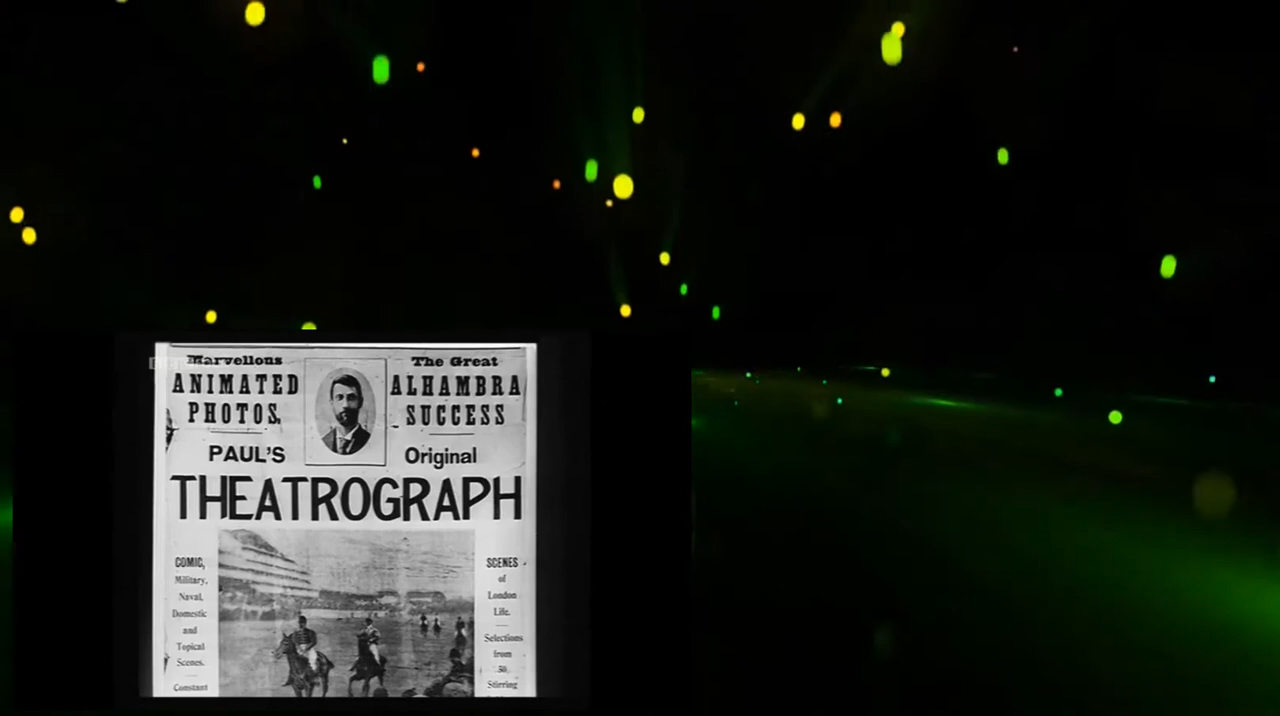 Marvellous
ANIMATED
PHOTOS.
The Great
ALHAMBRA
SUCCESS
PAUL'S
Original
THEATROGRAPH
COMIC,
Military,
Naval,
Domestic
and
Topical
Scenes.
Constant
SCENES
of
London
Life.
Selections
from
50
Stirring